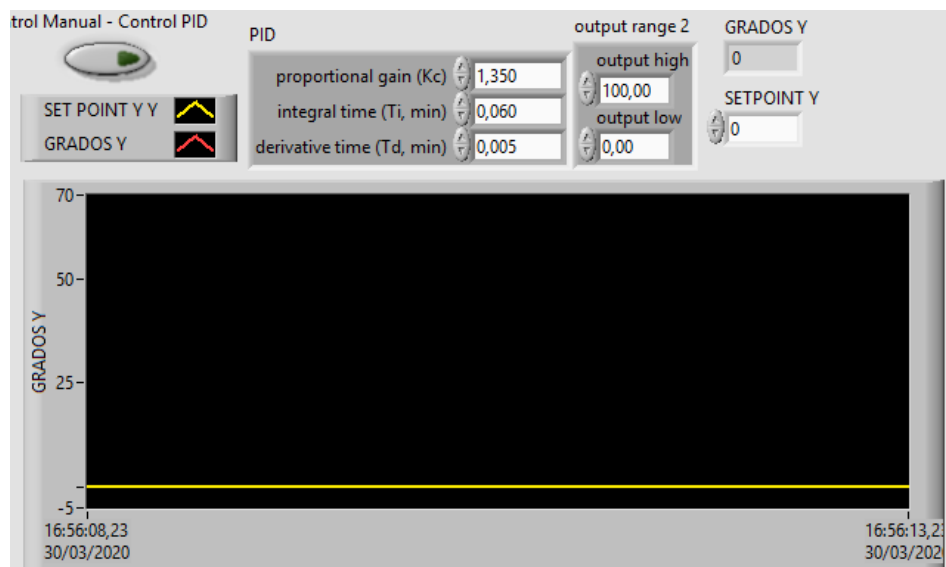 trol Manual - Control PID
PID
output range 2
GRADOS Y
output high
0
proportional gain (Kc) 1,350
100,00
SET POINT Y Y
integral time (Ti, min) 0,060
output low
SETPOINT Y
GRADOS Y
derivative time (Td, min) 0,005
0,00
0
70
50
GRADOS Y
25
-5
16:56:08,23
30/03/2020
16:56:13,2
30/03/202